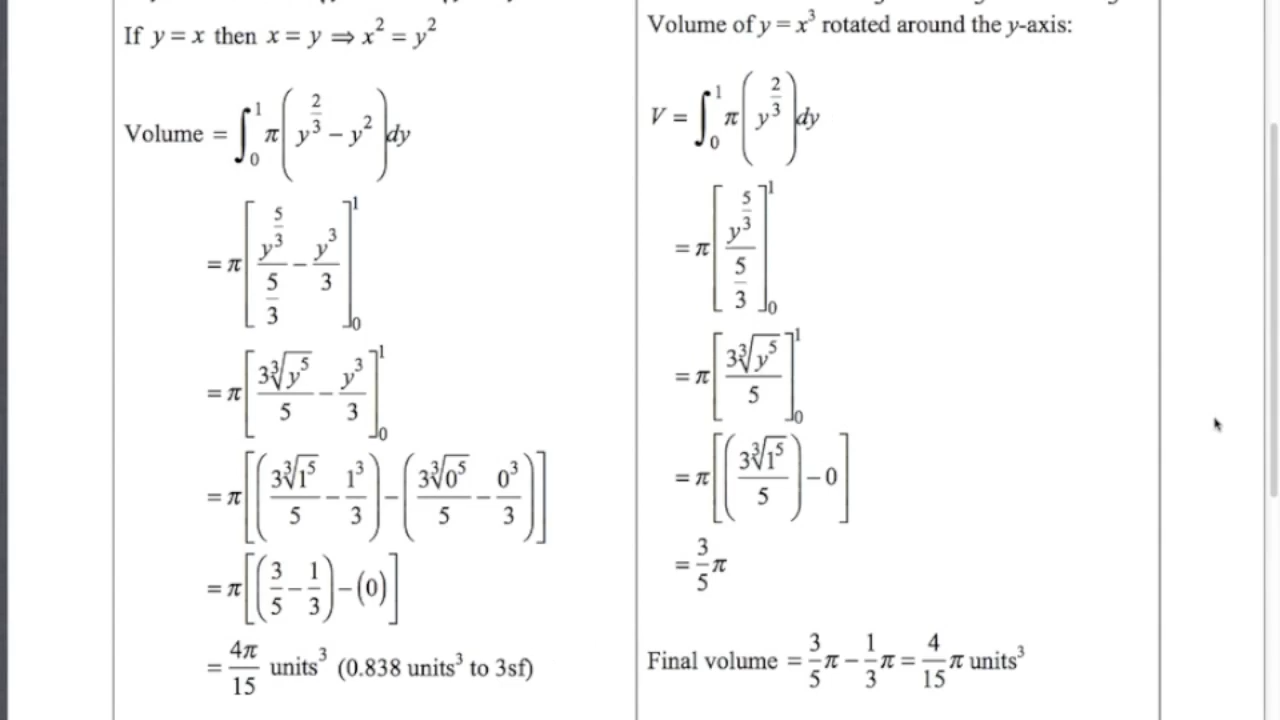 If y = x then x = y ⇒ x² = y²
Volume = ∫₀¹ π( y^(2/3) − y² )dy
= π[ y^(5/3)/(5/3) − y³/3 ]₀¹
= π[ 3∛y⁵/5 − y³/3 ]₀¹
= π[ ( 3∛1⁵/5 − 1³/3 ) − ( 3∛0⁵/5 − 0³/3 ) ]
= π[ ( 3/5 − 1/3 ) − (0) ]
= 4π/15 units³ (0.838 units³ to 3sf)
Volume of y = x³ rotated around the y-axis:
V = ∫₀¹ π( y^(2/3) )dy
= π[ y^(5/3)/(5/3) ]₀¹
= π[ 3∛y⁵/5 ]₀¹
= π[ ( 3∛1⁵/5 ) − 0 ]
= 3/5 π
Final volume = 3/5 π − 1/3 π = 4/15 π units³